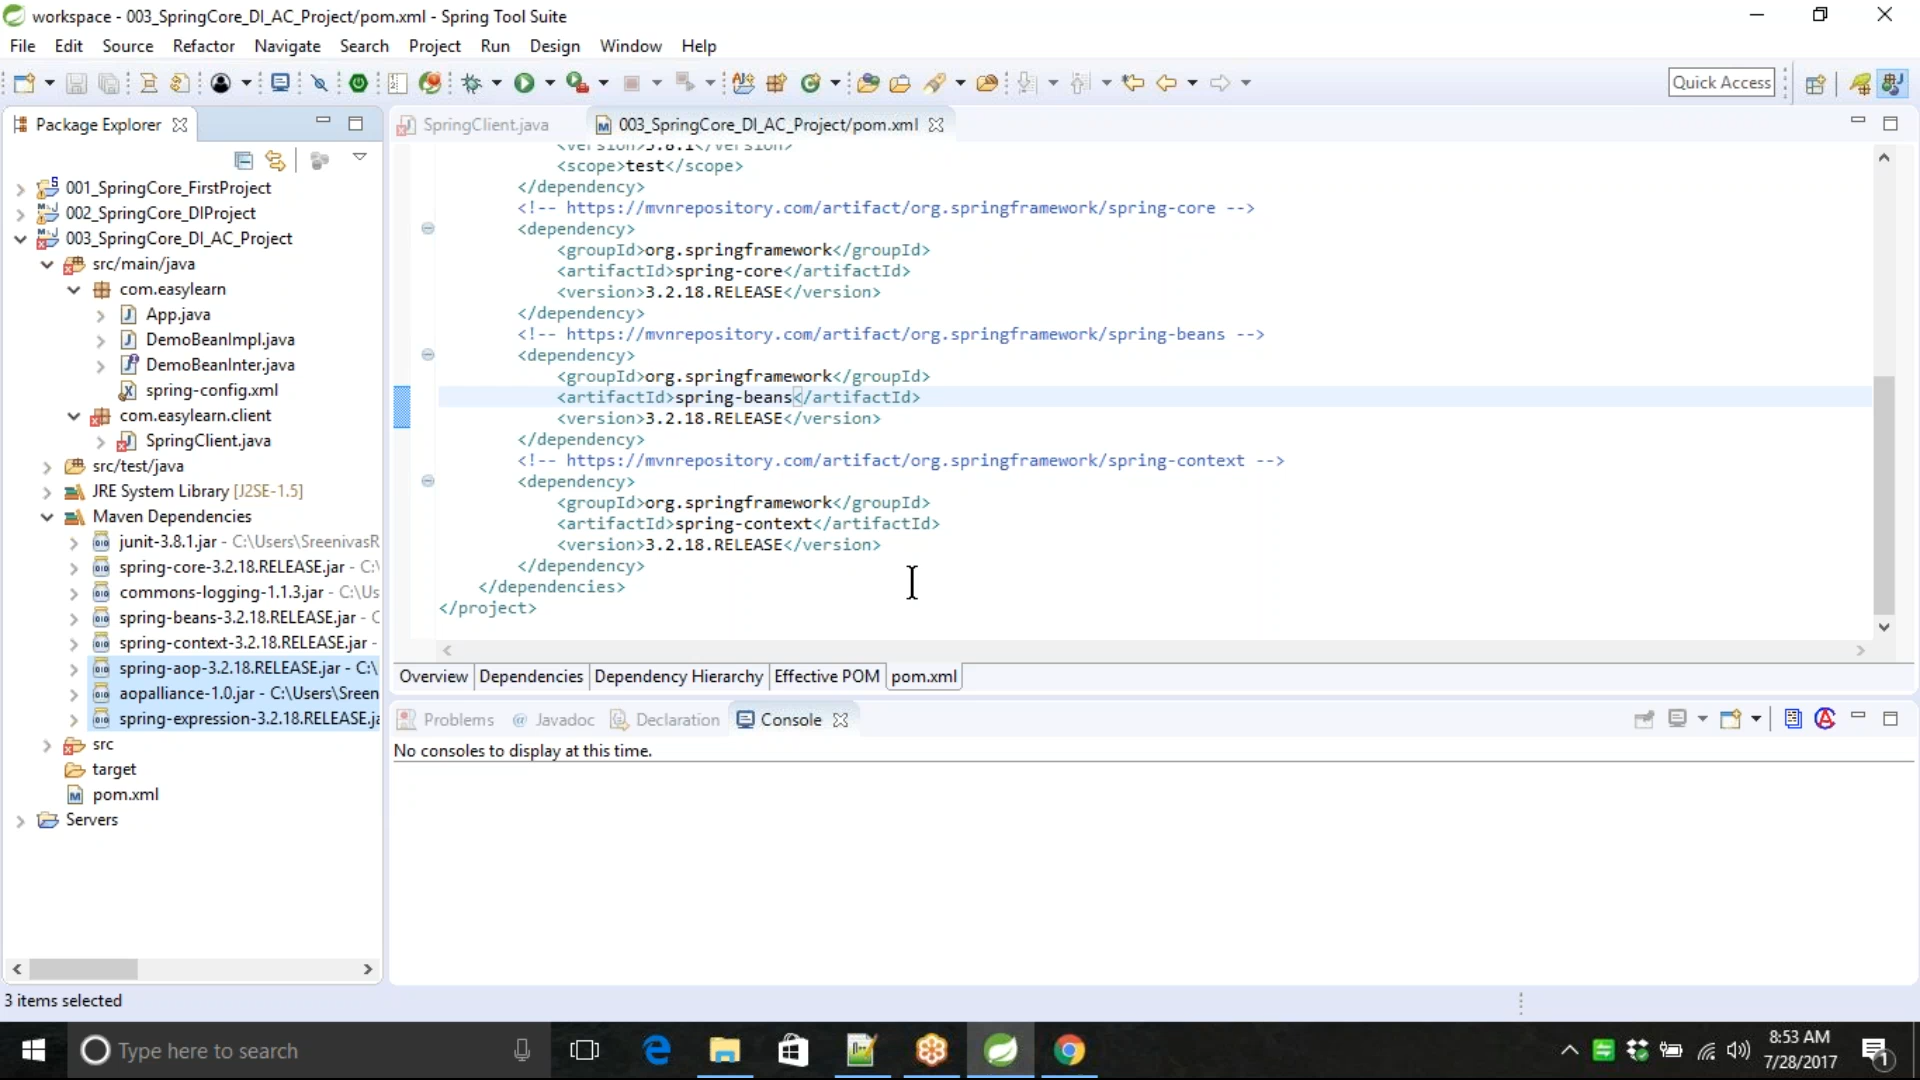 workspace - 003_SpringCore_DI_AC_Project/pom.xml - Spring Tool Suite
File Edit Source Refactor Navigate Search Project Run Design Window Help
Quick Access
Package Explorer
001_SpringCore_FirstProject
002_SpringCore_DIProject
003_SpringCore_DI_AC_Project
src/main/java
com.easylearn
App.java
DemoBeanImpl.java
DemoBeanInter.java
spring-config.xml
com.easylearn.client
SpringClient.java
src/test/java
JRE System Library [J2SE-1.5]
Maven Dependencies
junit-3.8.1.jar - C:\Users\SreenivasR
spring-core-3.2.18.RELEASE.jar - C:\
commons-logging-1.1.3.jar - C:\Us
spring-beans-3.2.18.RELEASE.jar - C
spring-context-3.2.18.RELEASE.jar -
spring-aop-3.2.18.RELEASE.jar - C:\
aopalliance-1.0.jar - C:\Users\Sreen
spring-expression-3.2.18.RELEASE.ja
src
target
pom.xml
Servers
SpringClient.java 003_SpringCore_DI_AC_Project/pom.xml
<version>3.8.1</version>
<scope>test</scope>
</dependency>
<!-- https://mvnrepository.com/artifact/org.springframework/spring-core -->
<dependency>
<groupId>org.springframework</groupId>
<artifactId>spring-core</artifactId>
<version>3.2.18.RELEASE</version>
</dependency>
<!-- https://mvnrepository.com/artifact/org.springframework/spring-beans -->
<dependency>
<groupId>org.springframework</groupId>
<artifactId>spring-beans</artifactId>
<version>3.2.18.RELEASE</version>
</dependency>
<!-- https://mvnrepository.com/artifact/org.springframework/spring-context -->
<dependency>
<groupId>org.springframework</groupId>
<artifactId>spring-context</artifactId>
<version>3.2.18.RELEASE</version>
</dependency>
</dependencies>
</project>
Overview Dependencies Dependency Hierarchy Effective POM pom.xml
Problems @ Javadoc Declaration Console
No consoles to display at this time.
3 items selected
Type here to search
8:53 AM
7/28/2017
1